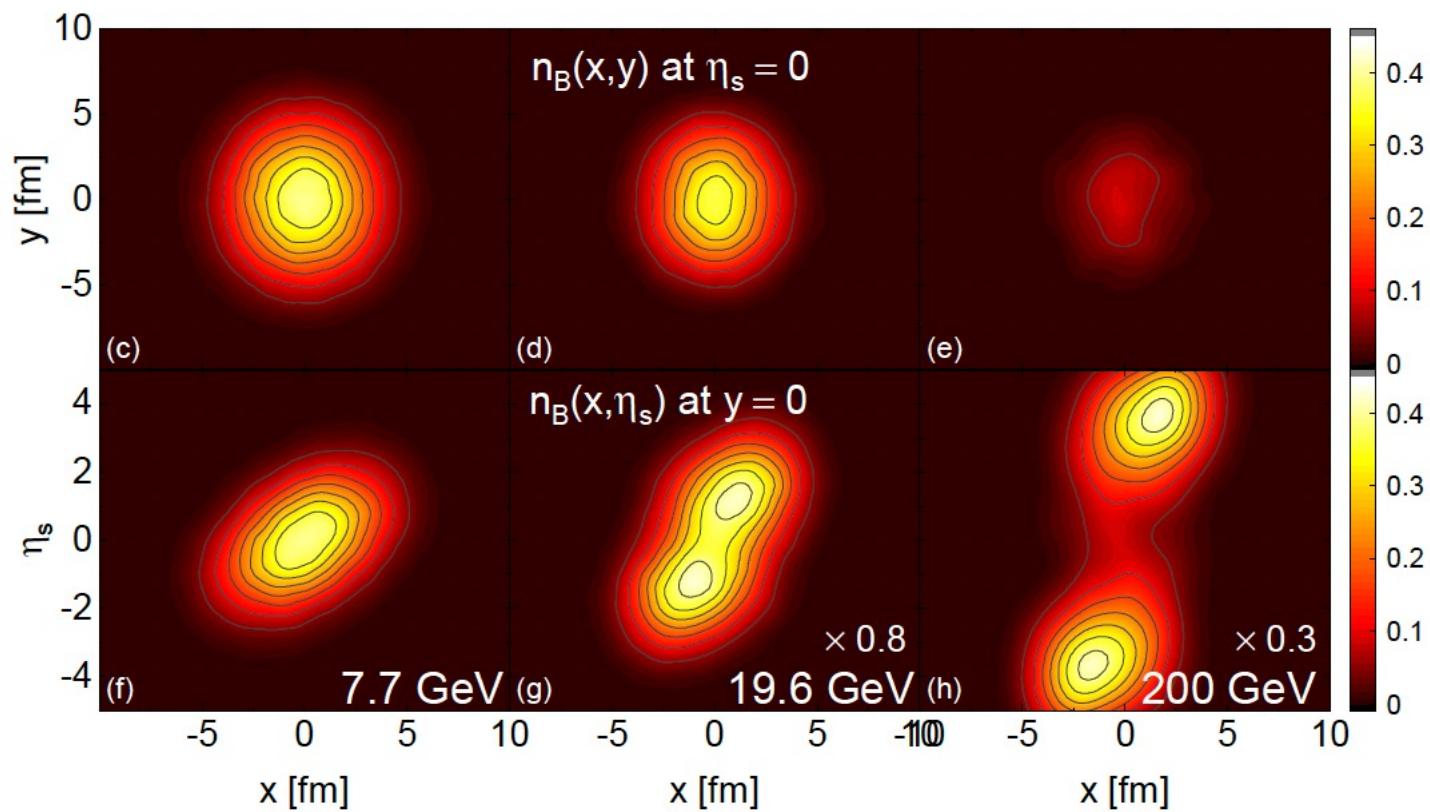 10
5
0
-5
y [fm]
n_B(x,y) at η_s = 0
(c)
(d)
(e)
0.4
0.3
0.2
0.1
0
4
2
0
-2
-4
η_s
n_B(x,η_s) at y = 0
× 0.8
× 0.3
(f)
7.7 GeV
(g)
19.6 GeV
(h)
200 GeV
0.4
0.3
0.2
0.1
0
-5 0 5 10
-5 0 5 10
-10 -5 0 5 10
x [fm]
x [fm]
x [fm]